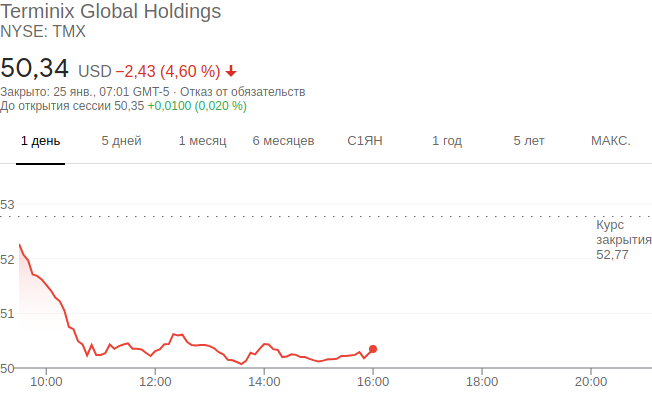 Terminix Global Holdings
NYSE: TMX
50,34 USD −2,43 (4,60 %)
Закрыто: 25 янв., 07:01 GMT-5 · Отказ от обязательств
До открытия сессии 50,35 +0,0100 (0,020 %)
1 день 5 дней 1 месяц 6 месяцев С1ЯН 1 год 5 лет МАКС.
53
Курс
закрытия
52,77
52
51
50
10:00 12:00 14:00 16:00 18:00 20:00